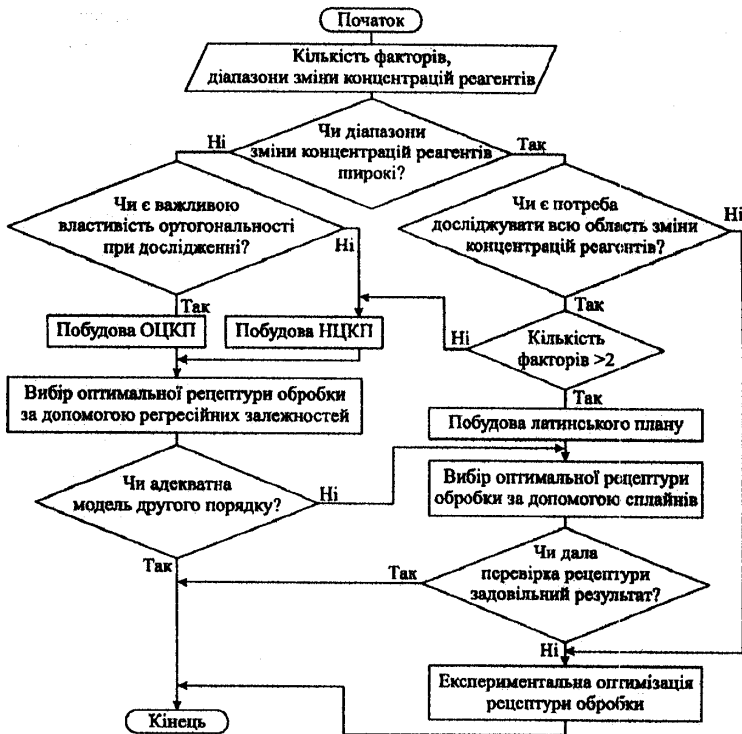 Початок
Кількість факторів,
діапазони зміни концентрацій реагентів
Чи діапазони
зміни концентрацій реагентів
широкі?
Ні
Так
Чи є важливою
властивість ортогональності
при дослідженні?
Чи є потреба
досліджувати всю область зміни
концентрацій реагентів?
Ні
Ні
Так
Так
Побудова ОЦКП
Побудова НЦКП
Ні
Кількість
факторів >2
Вибір оптимальної рецептури обробки
за допомогою регресійних залежностей
Так
Побудова латинського плану
Чи адекватна
модель другого порядку?
Ні
Вибір оптимальної рецептури
обробки за допомогою сплайнів
Так
Так
Чи дала
перевірка рецептури
задовільний результат?
Ні
Експериментальна оптимізація
рецептури обробки
Кінець